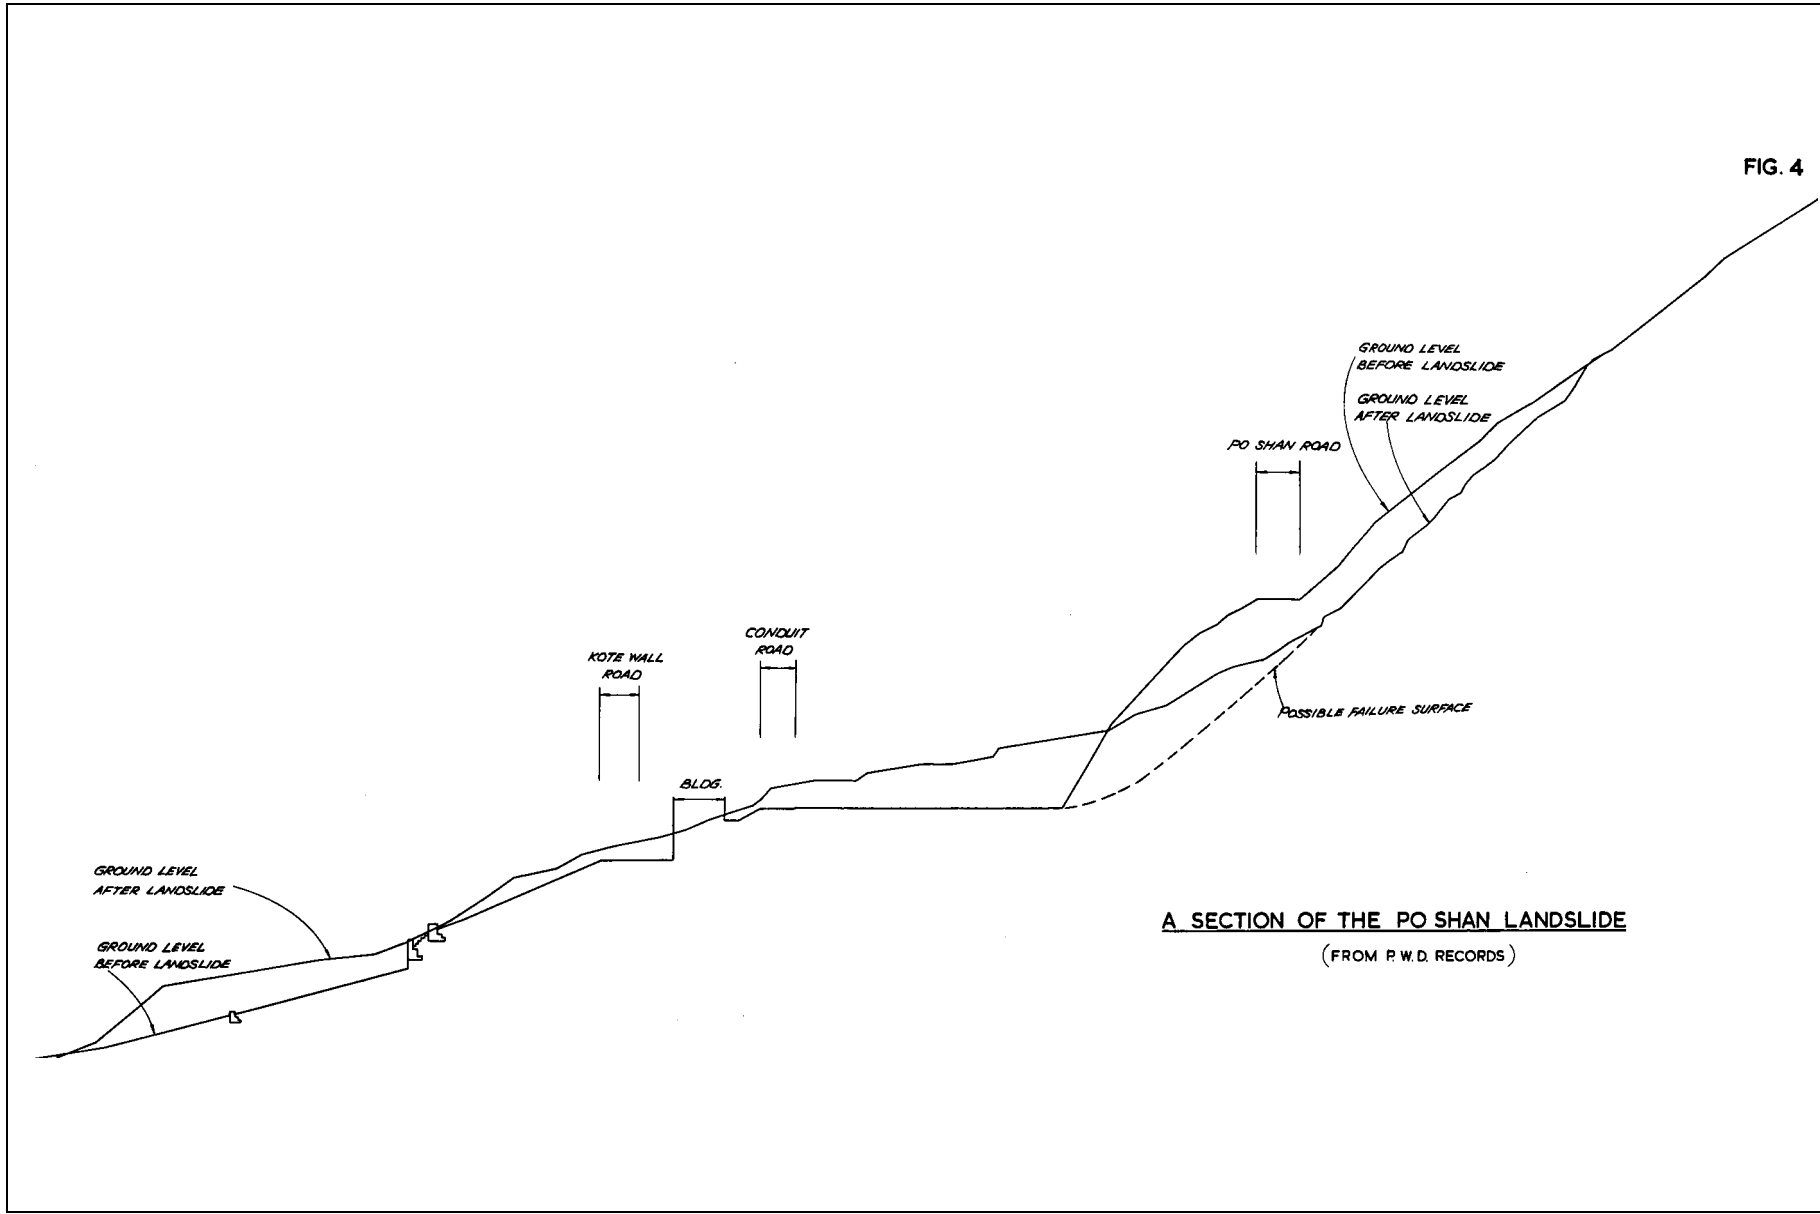 FIG. 4
GROUND LEVEL
BEFORE LANDSLIDE
GROUND LEVEL
AFTER LANDSLIDE
PO SHAN ROAD
CONDUIT
ROAD
KOTE WALL
ROAD
POSSIBLE FAILURE SURFACE
BLDG.
GROUND LEVEL
AFTER LANDSLIDE
GROUND LEVEL
BEFORE LANDSLIDE
A SECTION OF THE PO SHAN LANDSLIDE
(FROM P.W.D. RECORDS)